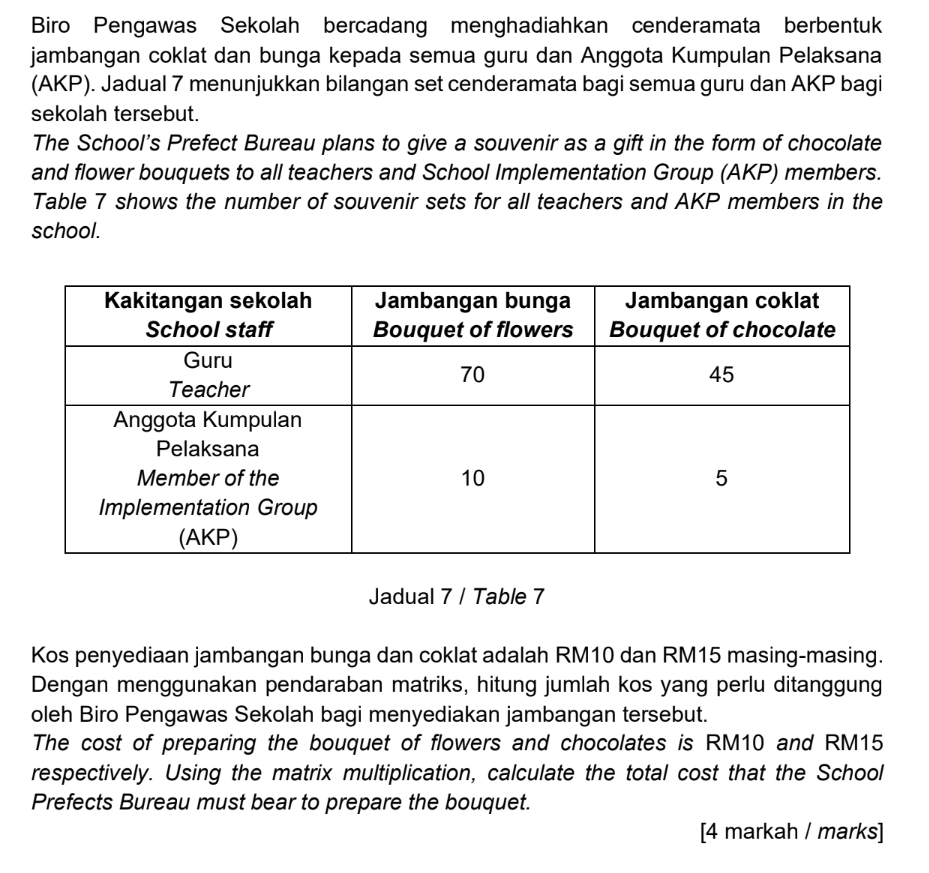 Biro Pengawas Sekolah bercadang menghadiahkan cenderamata berbentuk
jambangan coklat dan bunga kepada semua guru dan Anggota Kumpulan Pelaksana
(AKP). Jadual 7 menunjukkan bilangan set cenderamata bagi semua guru dan AKP bagi
sekolah tersebut.
The School's Prefect Bureau plans to give a souvenir as a gift in the form of chocolate
and flower bouquets to all teachers and School Implementation Group (AKP) members.
Table 7 shows the number of souvenir sets for all teachers and AKP members in the
school.
Kakitangan sekolah
School staff
Jambangan bunga
Bouquet of flowers
Jambangan coklat
Bouquet of chocolate
Guru
Teacher
70
45
Anggota Kumpulan
Pelaksana
Member of the
Implementation Group
(AKP)
10
5
Jadual 7 / Table 7
Kos penyediaan jambangan bunga dan coklat adalah RM10 dan RM15 masing-masing.
Dengan menggunakan pendaraban matriks, hitung jumlah kos yang perlu ditanggung
oleh Biro Pengawas Sekolah bagi menyediakan jambangan tersebut.
The cost of preparing the bouquet of flowers and chocolates is RM10 and RM15
respectively. Using the matrix multiplication, calculate the total cost that the School
Prefects Bureau must bear to prepare the bouquet.
[4 markah / marks]